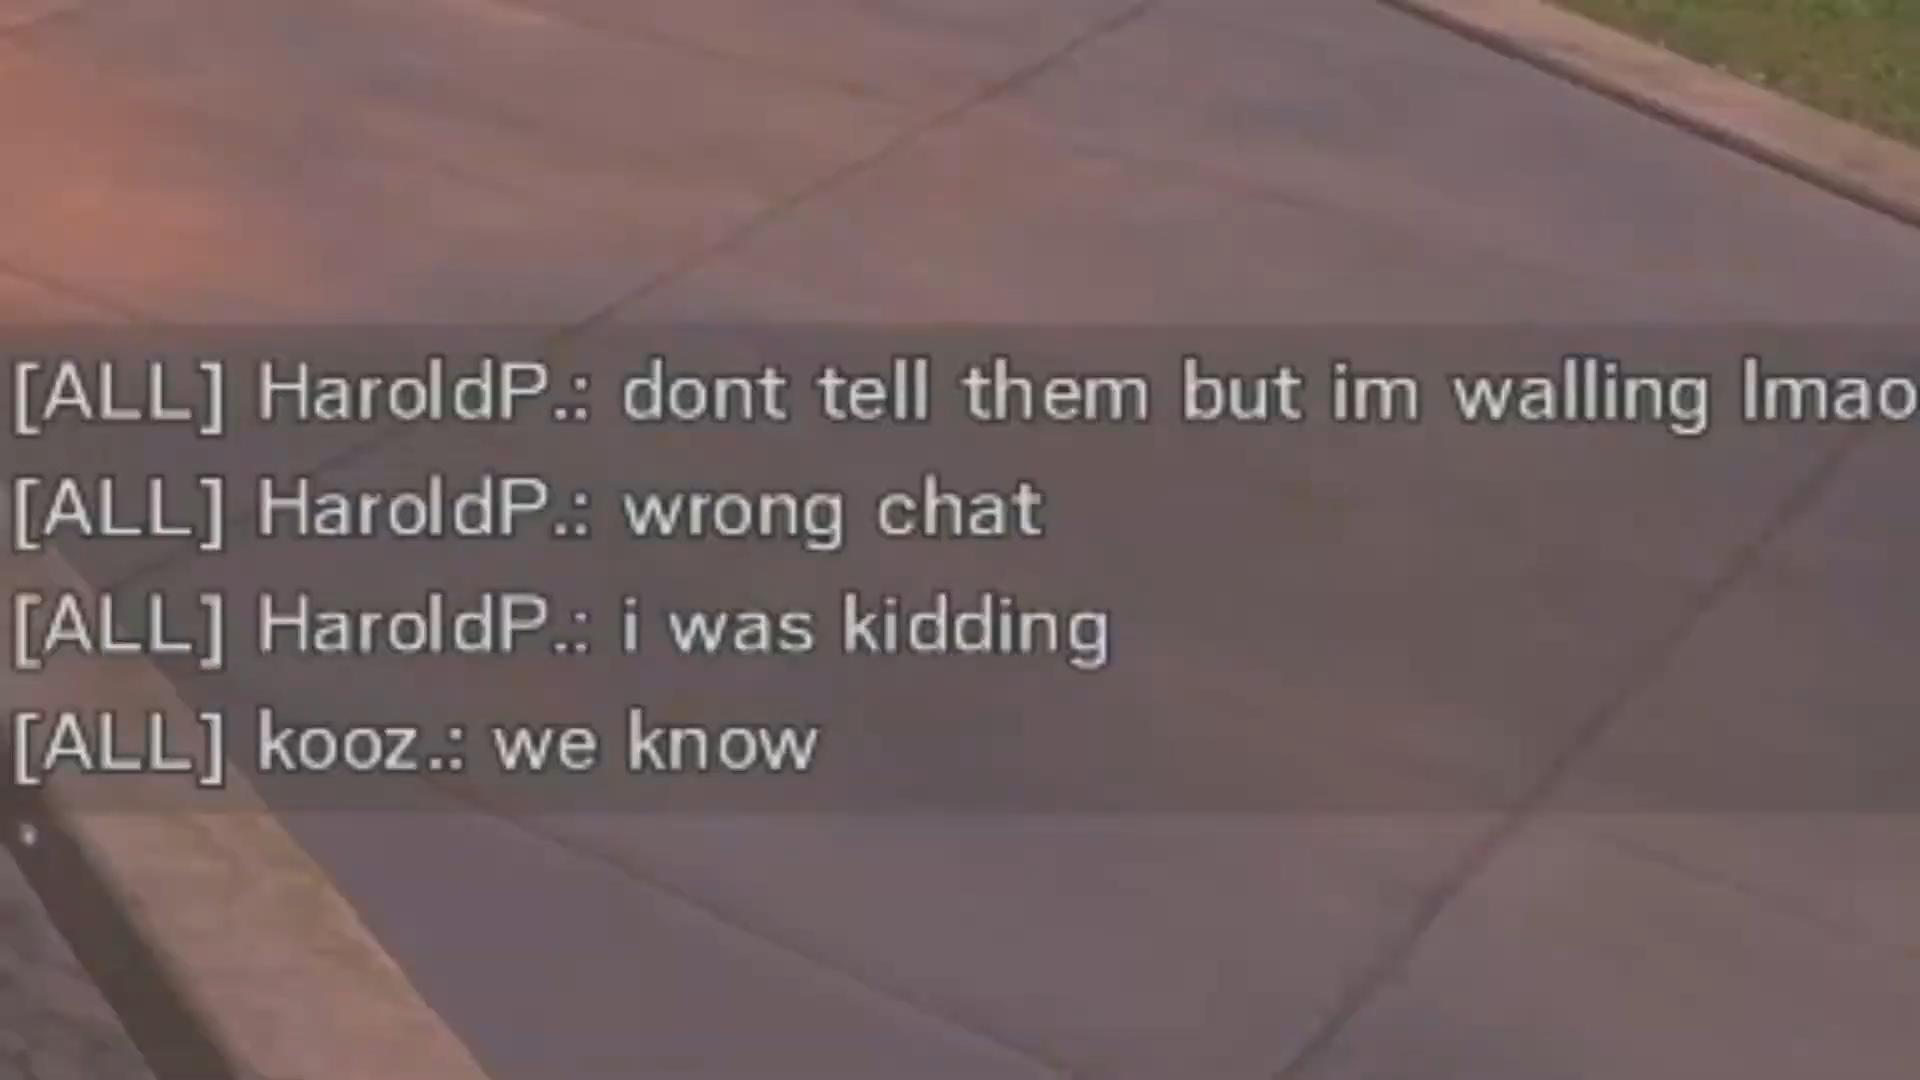 [ALL] HaroldP.: dont tell them but im walling lmao
[ALL] HaroldP.: wrong chat
[ALL] HaroldP.: i was kidding
[ALL] kooz.: we know